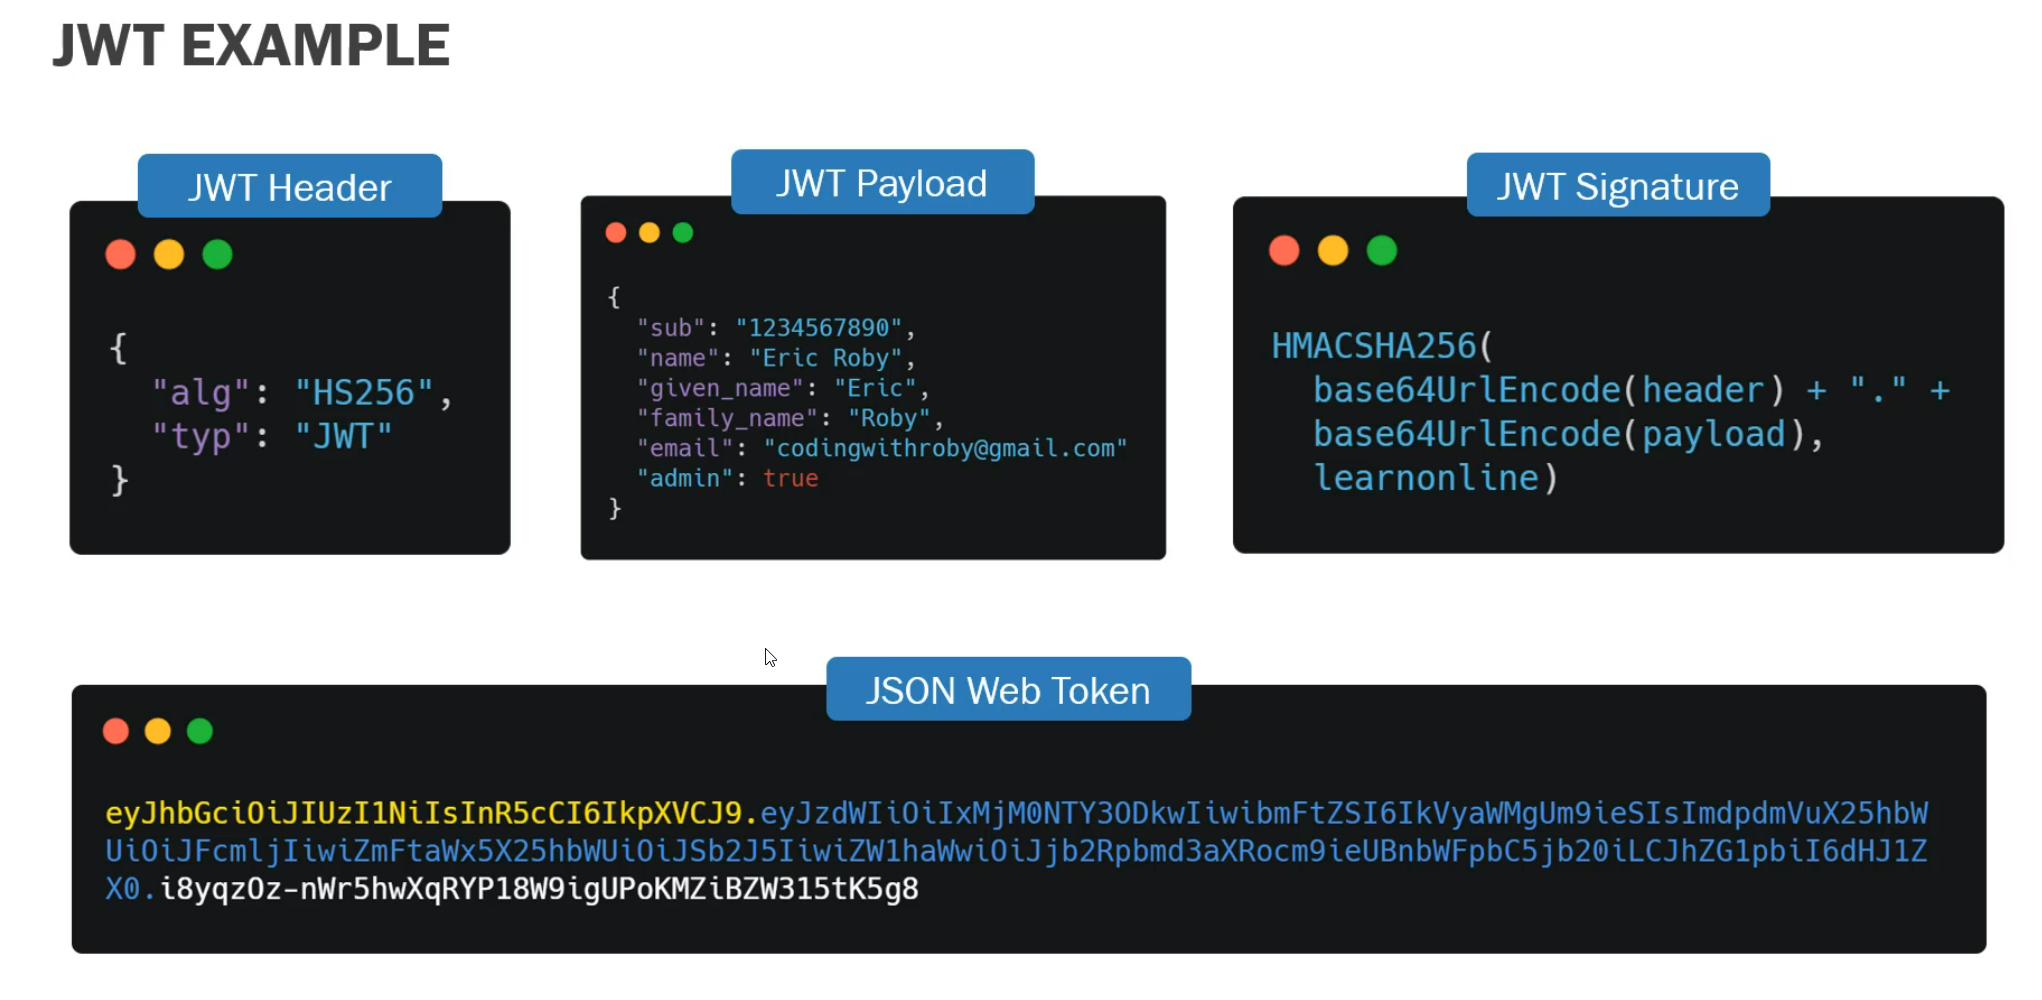 JWT EXAMPLE
JWT Header
{
  "alg": "HS256",
  "typ": "JWT"
}
JWT Payload
{
  "sub": "1234567890",
  "name": "Eric Roby",
  "given_name": "Eric",
  "family_name": "Roby",
  "email": "codingwithroby@gmail.com"
  "admin": true
}
JWT Signature
HMACSHA256(
  base64UrlEncode(header) + "." +
  base64UrlEncode(payload),
  learnonline)
JSON Web Token
eyJhbGciOiJIUzI1NiIsInR5cCI6IkpXVCJ9.eyJzdWIiOiIxMjM0NTY3ODkwIiwibmFtZSI6IkVyaWMgUm9ieSIsImdpdmVuX25hbW
UiOiJFcmljIiwiZmFtaWx5X25hbWUiOiJSb2J5IiwiZW1haWwiOiJjb2Rpbmd3aXRocm9ieUBnbWFpbC5jb20iLCJhZG1pbiI6dHJ1Z
X0.i8yqzOz-nWr5hwXqRYP18W9igUPoKMZiBZW315tK5g8